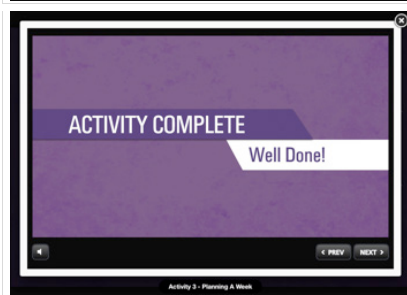 ACTIVITY COMPLETE
Well Done!
< PREV
NEXT >
Activity 3 - Planning A Week